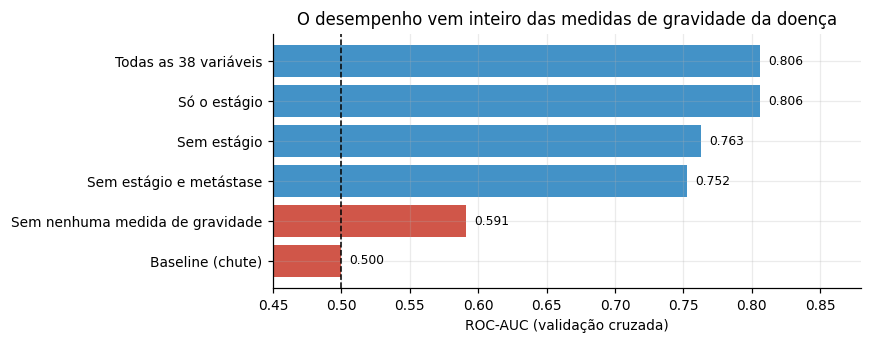 O desempenho vem inteiro das medidas de gravidade da doença
Todas as 38 variáveis
0.806
Só o estágio
0.806
Sem estágio
0.763
Sem estágio e metástase
0.752
Sem nenhuma medida de gravidade
0.591
Baseline (chute)
0.500
0.45 0.50 0.55 0.60 0.65 0.70 0.75 0.80 0.85
ROC-AUC (validação cruzada)